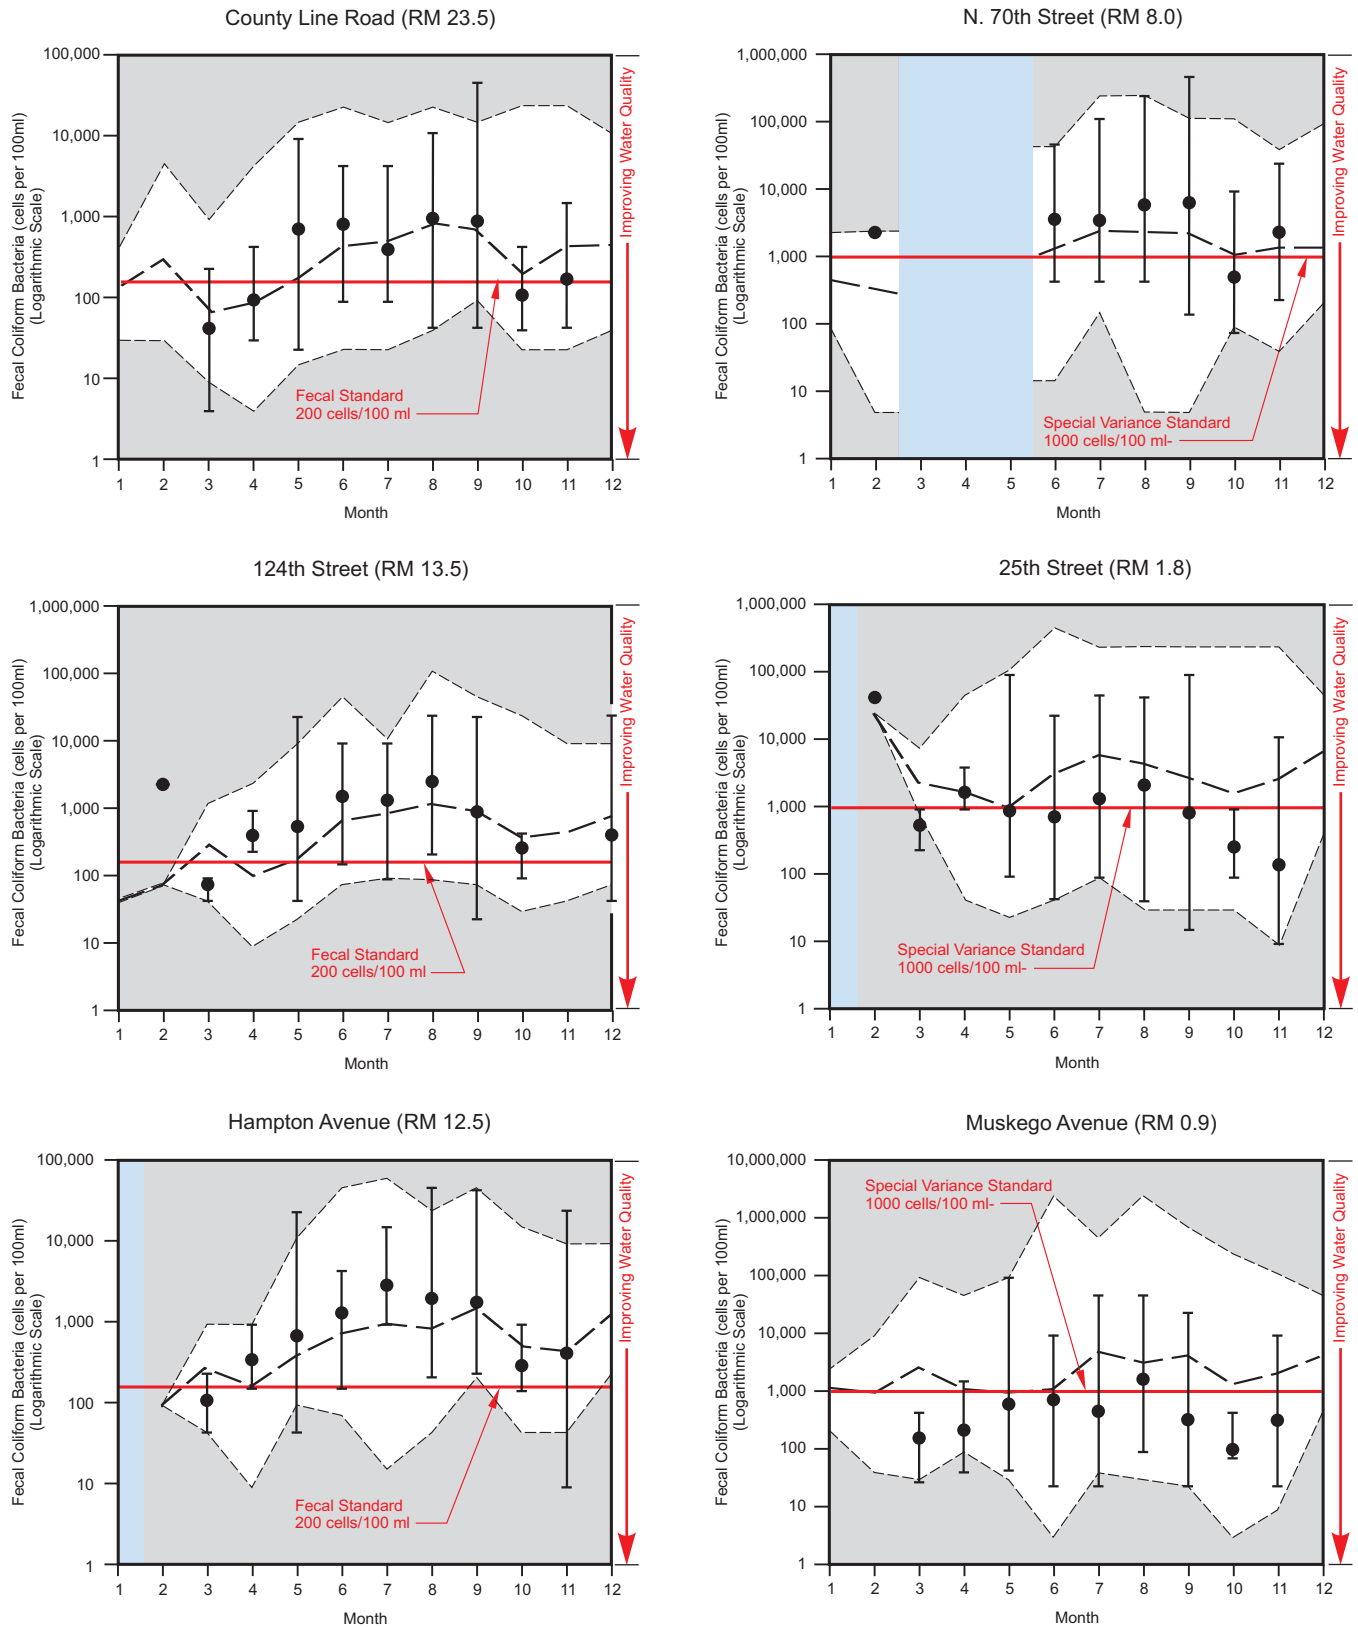 County Line Road (RM 23.5)
Fecal Coliform Bacteria (cells per 100ml)
(Logarithmic Scale)
100,000
10,000
1,000
100
10
1
Fecal Standard
200 cells/100 ml
Improving Water Quality
1 2 3 4 5 6 7 8 9 10 11 12
Month
N. 70th Street (RM 8.0)
Fecal Coliform Bacteria (cells per 100ml)
(Logarithmic Scale)
1,000,000
100,000
10,000
1,000
100
10
1
Special Variance Standard
1000 cells/100 ml-
Improving Water Quality
1 2 3 4 5 6 7 8 9 10 11 12
Month
124th Street (RM 13.5)
Fecal Coliform Bacteria (cells per 100ml)
(Logarithmic Scale)
1,000,000
100,000
10,000
1,000
100
10
1
Fecal Standard
200 cells/100 ml
Improving Water Quality
1 2 3 4 5 6 7 8 9 10 11 12
Month
25th Street (RM 1.8)
Fecal Coliform Bacteria (cells per 100ml)
(Logarithmic Scale)
1,000,000
100,000
10,000
1,000
100
10
1
Special Variance Standard
1000 cells/100 ml-
Improving Water Quality
1 2 3 4 5 6 7 8 9 10 11 12
Month
Hampton Avenue (RM 12.5)
Fecal Coliform Bacteria (cells per 100ml)
(Logarithmic Scale)
100,000
10,000
1,000
100
10
1
Fecal Standard
200 cells/100 ml
Improving Water Quality
1 2 3 4 5 6 7 8 9 10 11 12
Month
Muskego Avenue (RM 0.9)
Fecal Coliform Bacteria (cells per 100ml)
(Logarithmic Scale)
10,000,000
1,000,000
100,000
10,000
1,000
100
10
1
Special Variance Standard
1000 cells/100 ml-
Improving Water Quality
1 2 3 4 5 6 7 8 9 10 11 12
Month